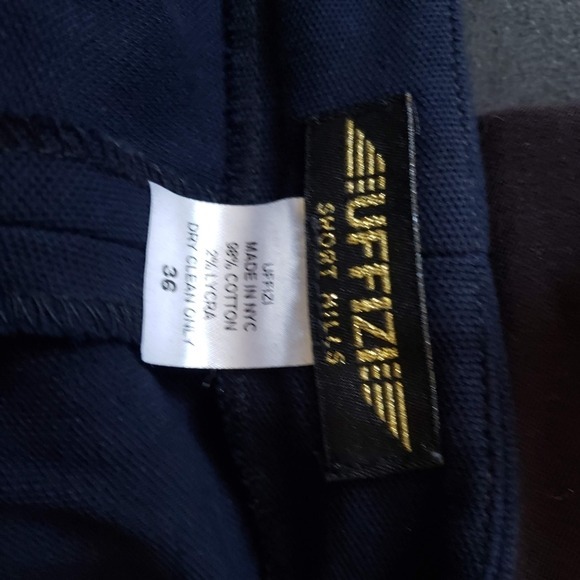 UFFIZI
SHORT HILLS
UFFIZI
MADE IN NYC
98% COTTON
2% LYCRA
DRY CLEAN ONLY
36